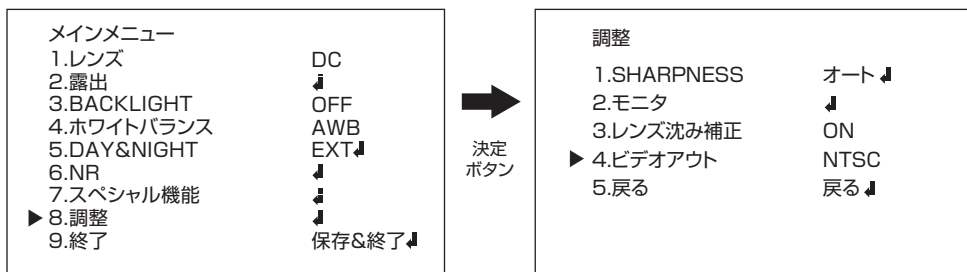 メインメニュー
1.レンズ DC
2.露出 ↲
3.BACKLIGHT OFF
4.ホワイトバランス AWB
5.DAY&NIGHT EXT↲
6.NR ↲
7.スペシャル機能 ↲
▶ 8.調整 ↲
9.終了 保存&終了↲
決定
ボタン
調整
1.SHARPNESS オート↲
2.モニタ ↲
3.レンズ沈み補正 ON
▶ 4.ビデオアウト NTSC
5.戻る 戻る↲